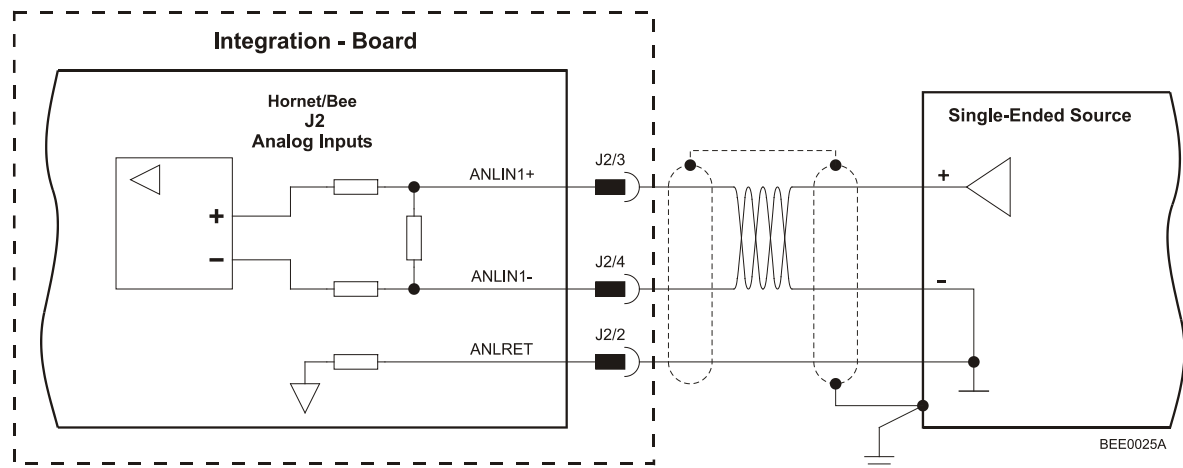 Integration - Board
Hornet/Bee
J2
Analog Inputs
Single-Ended Source
ANLIN1+
J2/3
+
+
-
ANLIN1-
J2/4
-
ANLRET
J2/2
BEE0025A